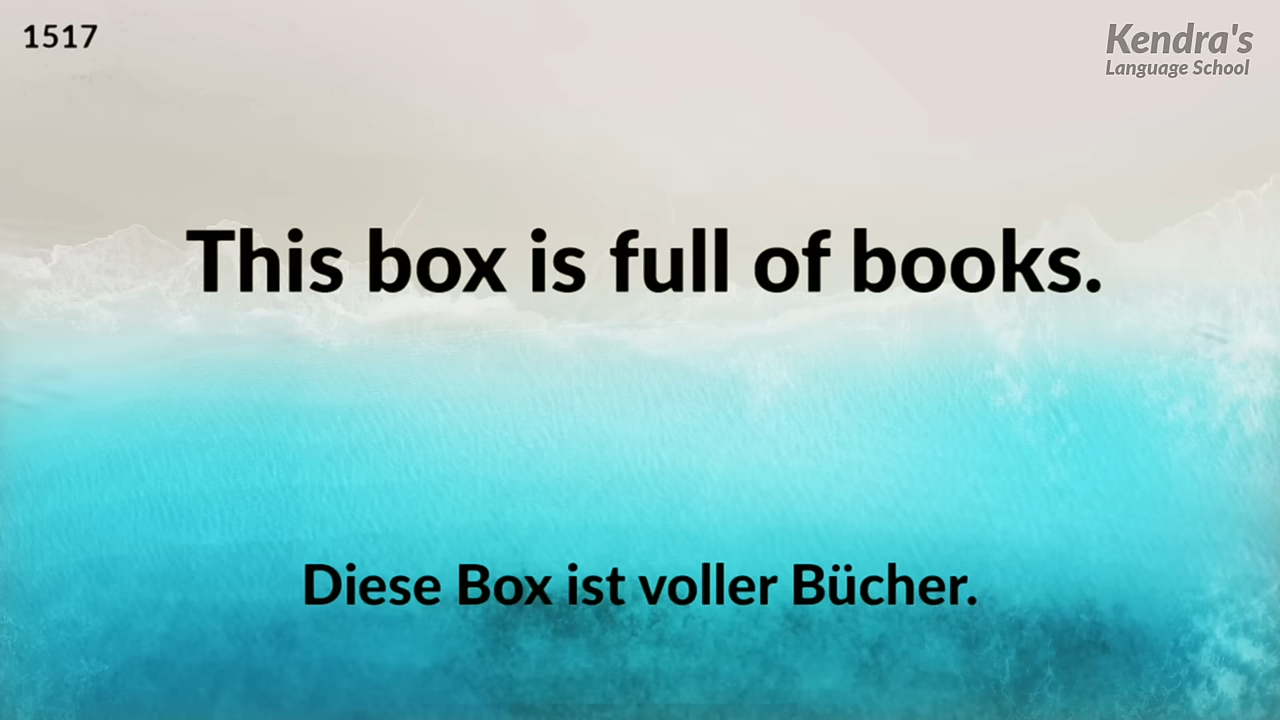 1517
Kendra's
Language School
This box is full of books.
Diese Box ist voller Bücher.